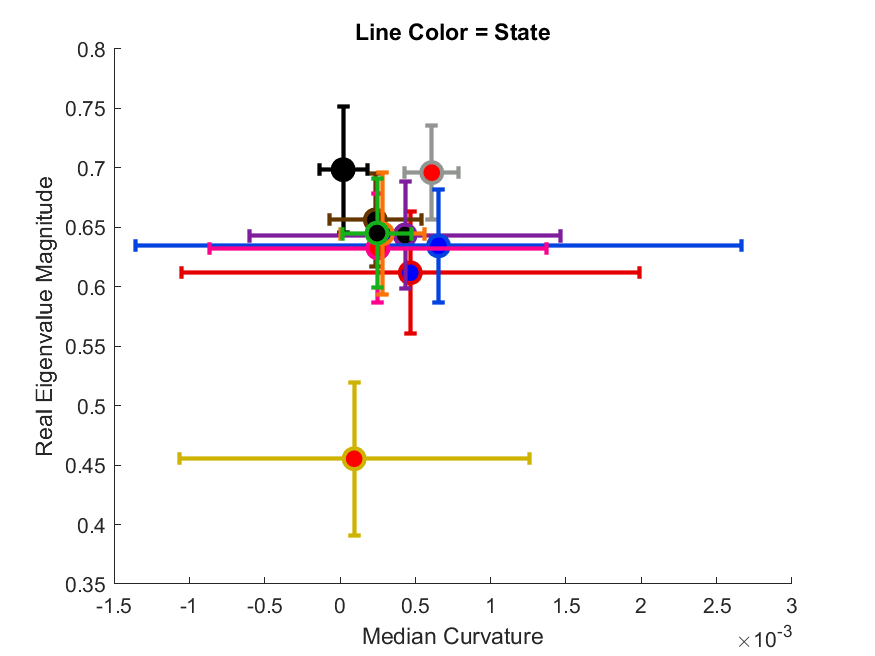 Line Color = State
0.8
0.75
0.7
0.65
0.6
0.55
0.5
0.45
0.4
0.35
Real Eigenvalue Magnitude
-1.5 -1 -0.5 0 0.5 1 1.5 2 2.5 3
Median Curvature
×10⁻³